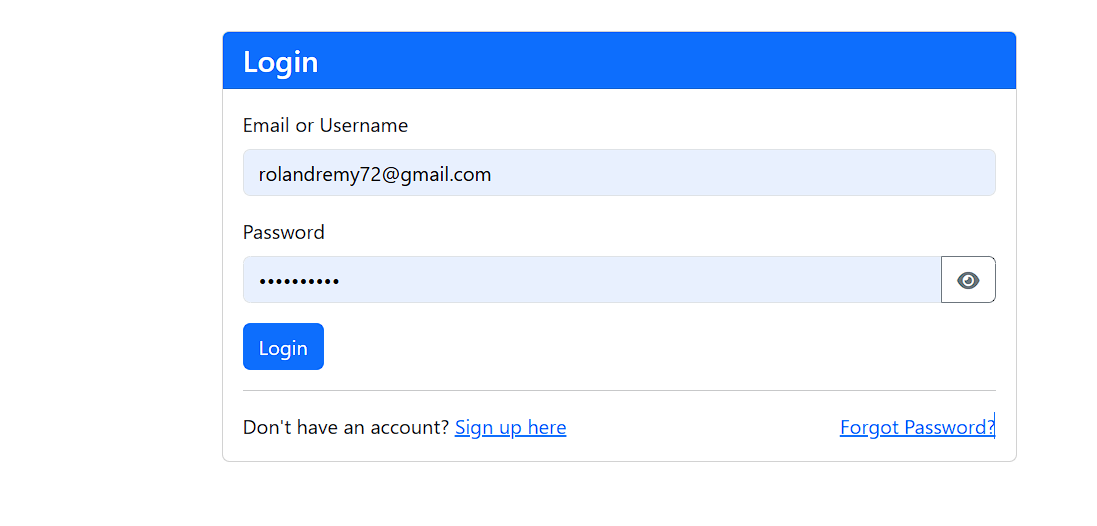 Login
Email or Username
rolandremy72@gmail.com
Password
••••••••••
Login
Don't have an account? Sign up here Forgot Password?